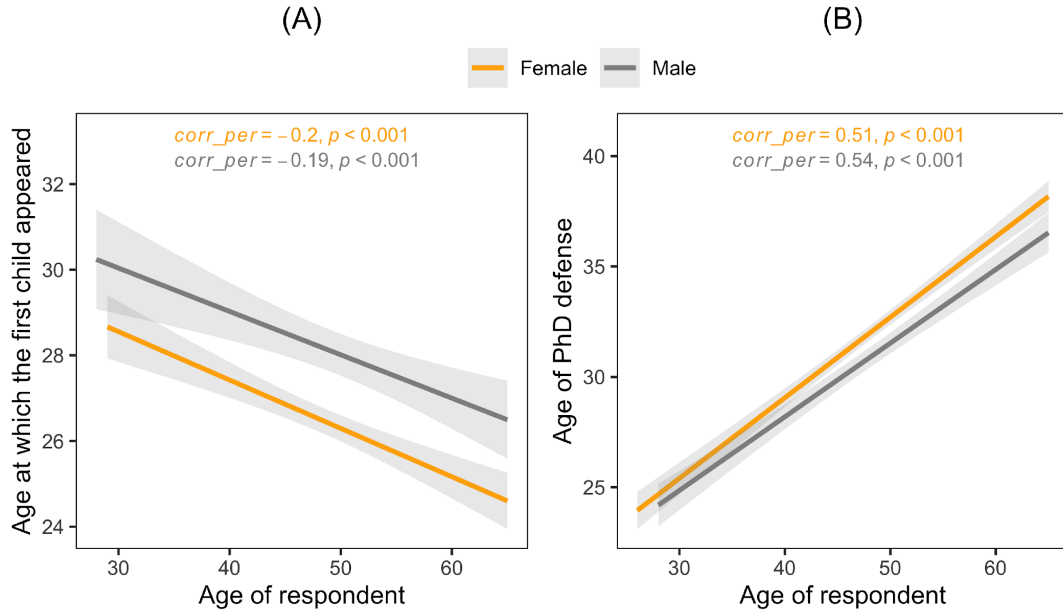 (A)
(B)
Female
Male
corr_per = −0.2, p < 0.001
corr_per = −0.19, p < 0.001
Age at which the first child appeared
32
30
28
26
24
30
40
50
60
Age of respondent
corr_per = 0.51, p < 0.001
corr_per = 0.54, p < 0.001
Age of PhD defense
40
35
30
25
30
40
50
60
Age of respondent